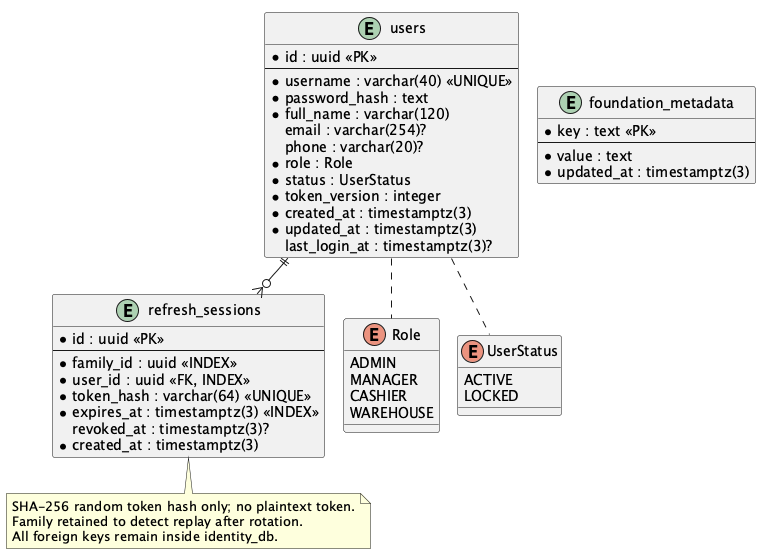 E users
* id : uuid «PK»
* username : varchar(40) «UNIQUE»
* password_hash : text
* full_name : varchar(120)
email : varchar(254)?
phone : varchar(20)?
* role : Role
* status : UserStatus
* token_version : integer
* created_at : timestamptz(3)
* updated_at : timestamptz(3)
last_login_at : timestamptz(3)?
E foundation_metadata
* key : text «PK»
* value : text
* updated_at : timestamptz(3)
E refresh_sessions
* id : uuid «PK»
* family_id : uuid «INDEX»
* user_id : uuid «FK, INDEX»
* token_hash : varchar(64) «UNIQUE»
* expires_at : timestamptz(3) «INDEX»
revoked_at : timestamptz(3)?
* created_at : timestamptz(3)
E Role
ADMIN
MANAGER
CASHIER
WAREHOUSE
E UserStatus
ACTIVE
LOCKED
SHA-256 random token hash only; no plaintext token.
Family retained to detect replay after rotation.
All foreign keys remain inside identity_db.